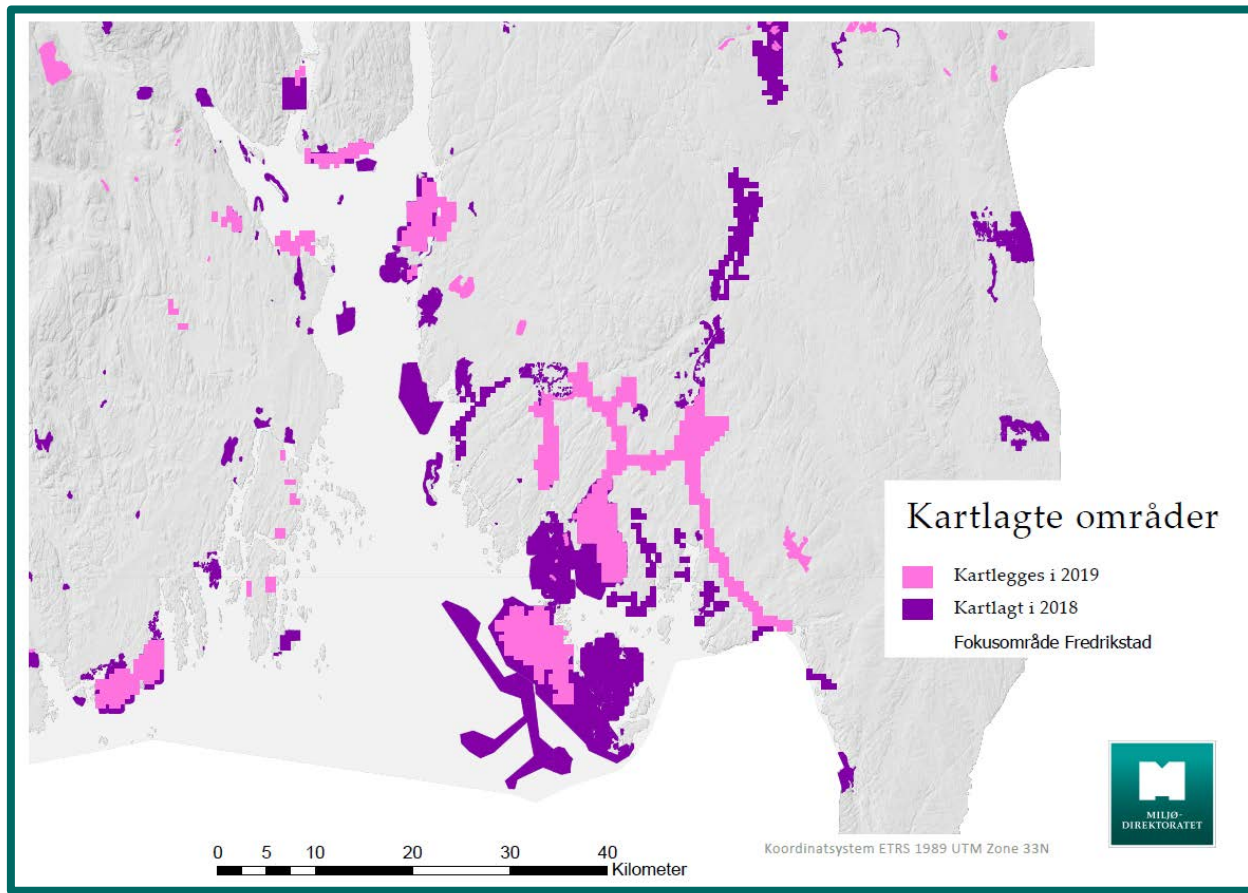 Kartlagte områder
Kartlegges i 2019
Kartlagt i 2018
Fokusområde Fredrikstad
MILJØ-
DIREKTORATET
Koordinatsystem ETRS 1989 UTM Zone 33N
0 5 10 20 30 40
Kilometer